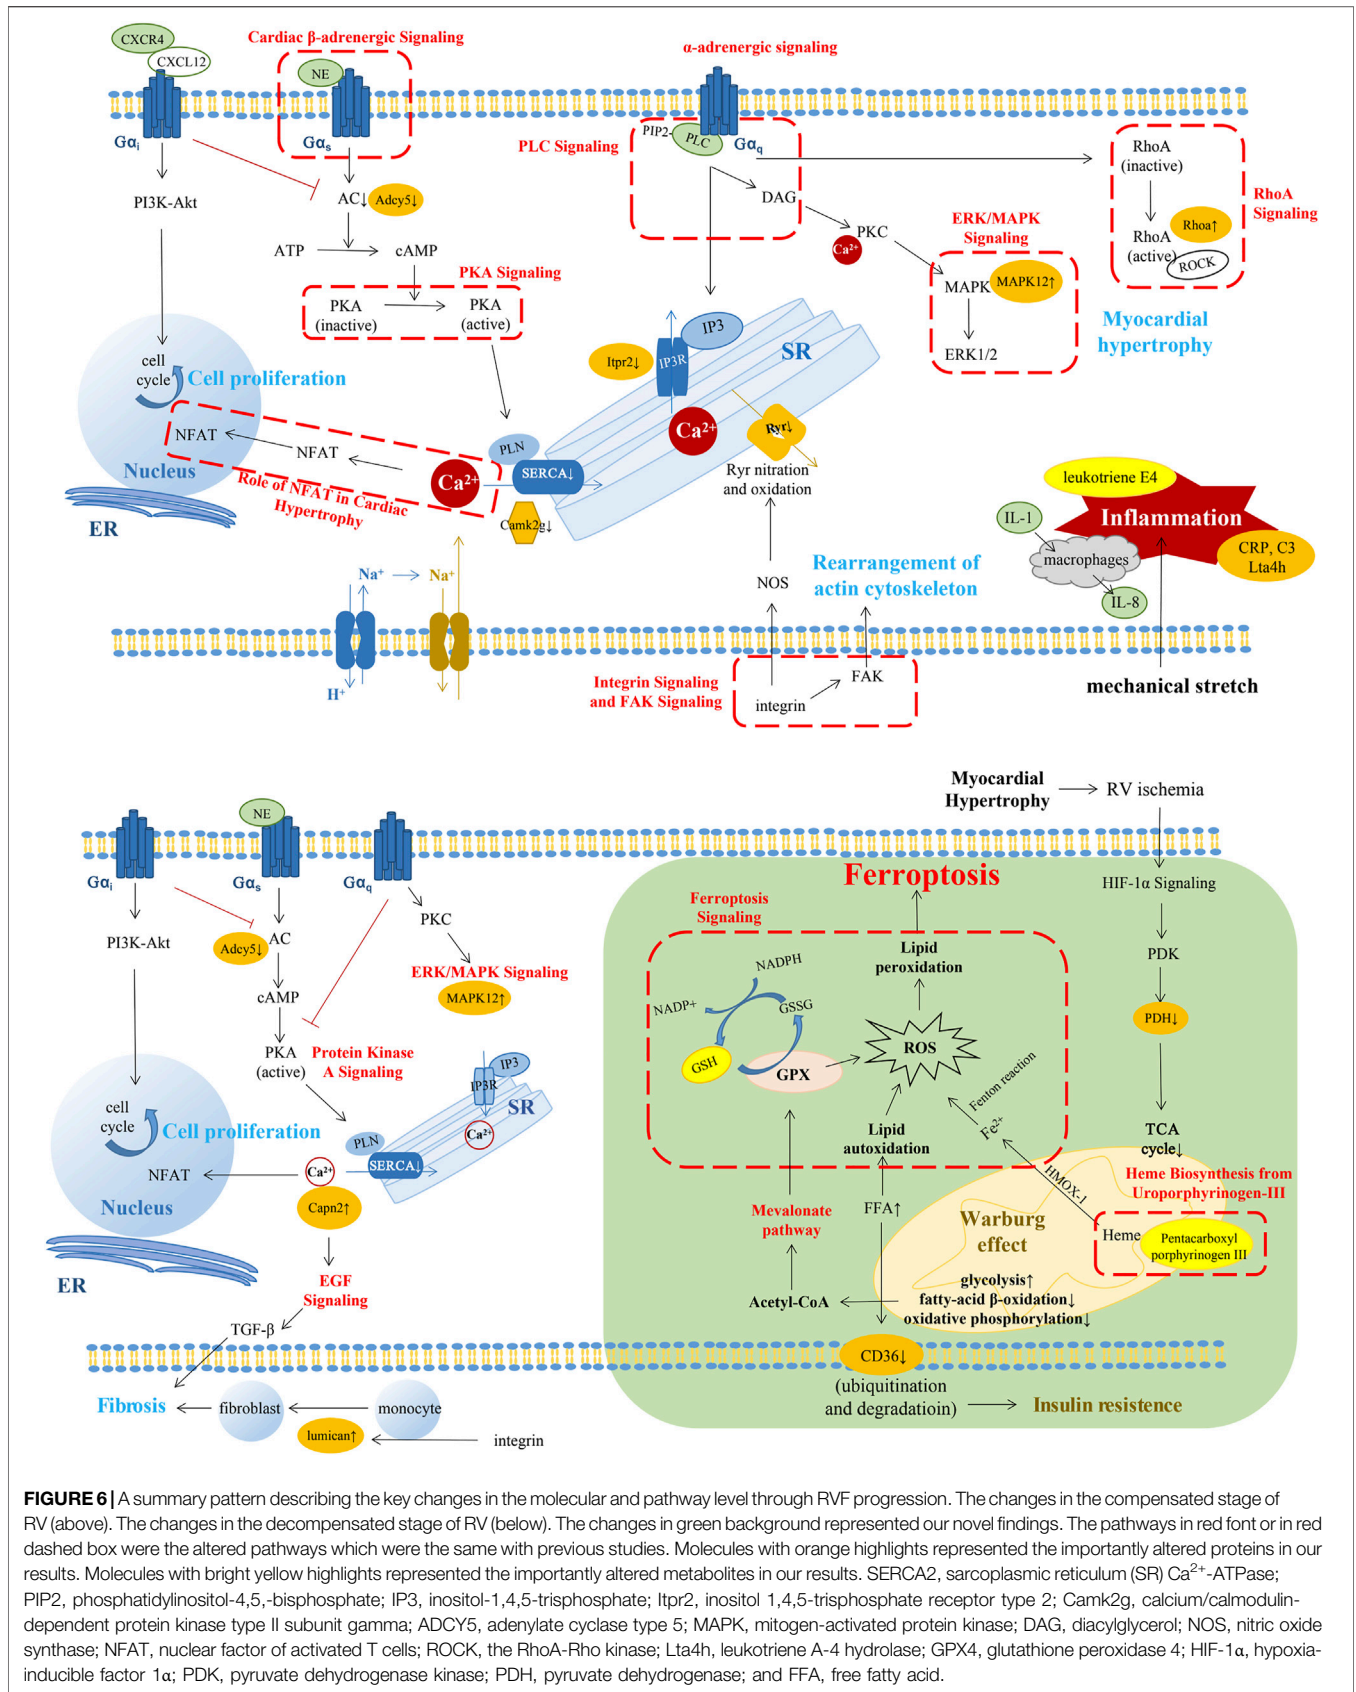 CXCR4
CXCL12
Cardiac β-adrenergic Signaling
NE
α-adrenergic signaling
Gαi
Gαs
PIP2-
PLC
Gαq
PLC Signaling
RhoA
(inactive)
PI3K-Akt
AC↓
Adcy5↓
DAG
RhoA
Signaling
Rhoa↑
RhoA
(active)
ROCK
ATP
cAMP
PKC
Ca2+
ERK/MAPK
Signaling
PKA Signaling
PKA
(inactive)
PKA
(active)
MAPK
MAPK12↑
ERK1/2
Myocardial
hypertrophy
IP3
Itpr2↓
IP3R
SR
cell
cycle
Cell proliferation
NFAT
NFAT
Nucleus
Role of NFAT in Cardiac
Hypertrophy
Ca2+
PLN
SERCA↓
Camk2g↓
Ca2+
Ryr↓
Ryr nitration
and oxidation
ER
leukotriene E4
IL-1
Inflammation
macrophages
CRP, C3
Lta4h
IL-8
Na+
Na+
NOS
Rearrangement of
actin cytoskeleton
H+
Integrin Signaling
and FAK Signaling
FAK
integrin
mechanical stretch
Myocardial
Hypertrophy
RV ischemia
NE
Gαi
Gαs
Gαq
PI3K-Akt
Adcy5↓
AC
PKC
ERK/MAPK Signaling
MAPK12↑
cAMP
PKA
(active)
Protein Kinase
A Signaling
IP3
IP3R
SR
Ca2+
cell
cycle
Cell proliferation
PLN
SERCA↓
NFAT
Ca2+
Nucleus
Capn2↑
ER
EGF
Signaling
TGF-β
Fibrosis
fibroblast
monocyte
lumican↑
integrin
Ferroptosis
Ferroptosis
Signaling
HIF-1α Signaling
Lipid
peroxidation
NADPH
NADP+
GSSG
GSH
GPX
ROS
PDK
PDH↓
Fenton reaction
Fe2+
Lipid
autoxidation
TCA
cycle↓
HMOX-1
Heme Biosynthesis from
Uroporphyrinogen-III
Mevalonate
pathway
FFA↑
Warburg
effect
Heme
Pentacarboxyl
porphyrinogen III
glycolysis↑
Acetyl-CoA
fatty-acid β-oxidation↓
oxidative phosphorylation↓
CD36↓
(ubiquitination
and degradatioin)
Insulin resistence
FIGURE 6 | A summary pattern describing the key changes in the molecular and pathway level through RVF progression. The changes in the compensated stage of
RV (above). The changes in the decompensated stage of RV (below). The changes in green background represented our novel findings. The pathways in red font or in red
dashed box were the altered pathways which were the same with previous studies. Molecules with orange highlights represented the importantly altered proteins in our
results. Molecules with bright yellow highlights represented the importantly altered metabolites in our results. SERCA2, sarcoplasmic reticulum (SR) Ca2+-ATPase;
PIP2, phosphatidylinositol-4,5,-bisphosphate; IP3, inositol-1,4,5-trisphosphate; Itpr2, inositol 1,4,5-trisphosphate receptor type 2; Camk2g, calcium/calmodulin-
dependent protein kinase type II subunit gamma; ADCY5, adenylate cyclase type 5; MAPK, mitogen-activated protein kinase; DAG, diacylglycerol; NOS, nitric oxide
synthase; NFAT, nuclear factor of activated T cells; ROCK, the RhoA-Rho kinase; Lta4h, leukotriene A-4 hydrolase; GPX4, glutathione peroxidase 4; HIF-1α, hypoxia-
inducible factor 1α; PDK, pyruvate dehydrogenase kinase; PDH, pyruvate dehydrogenase; and FFA, free fatty acid.